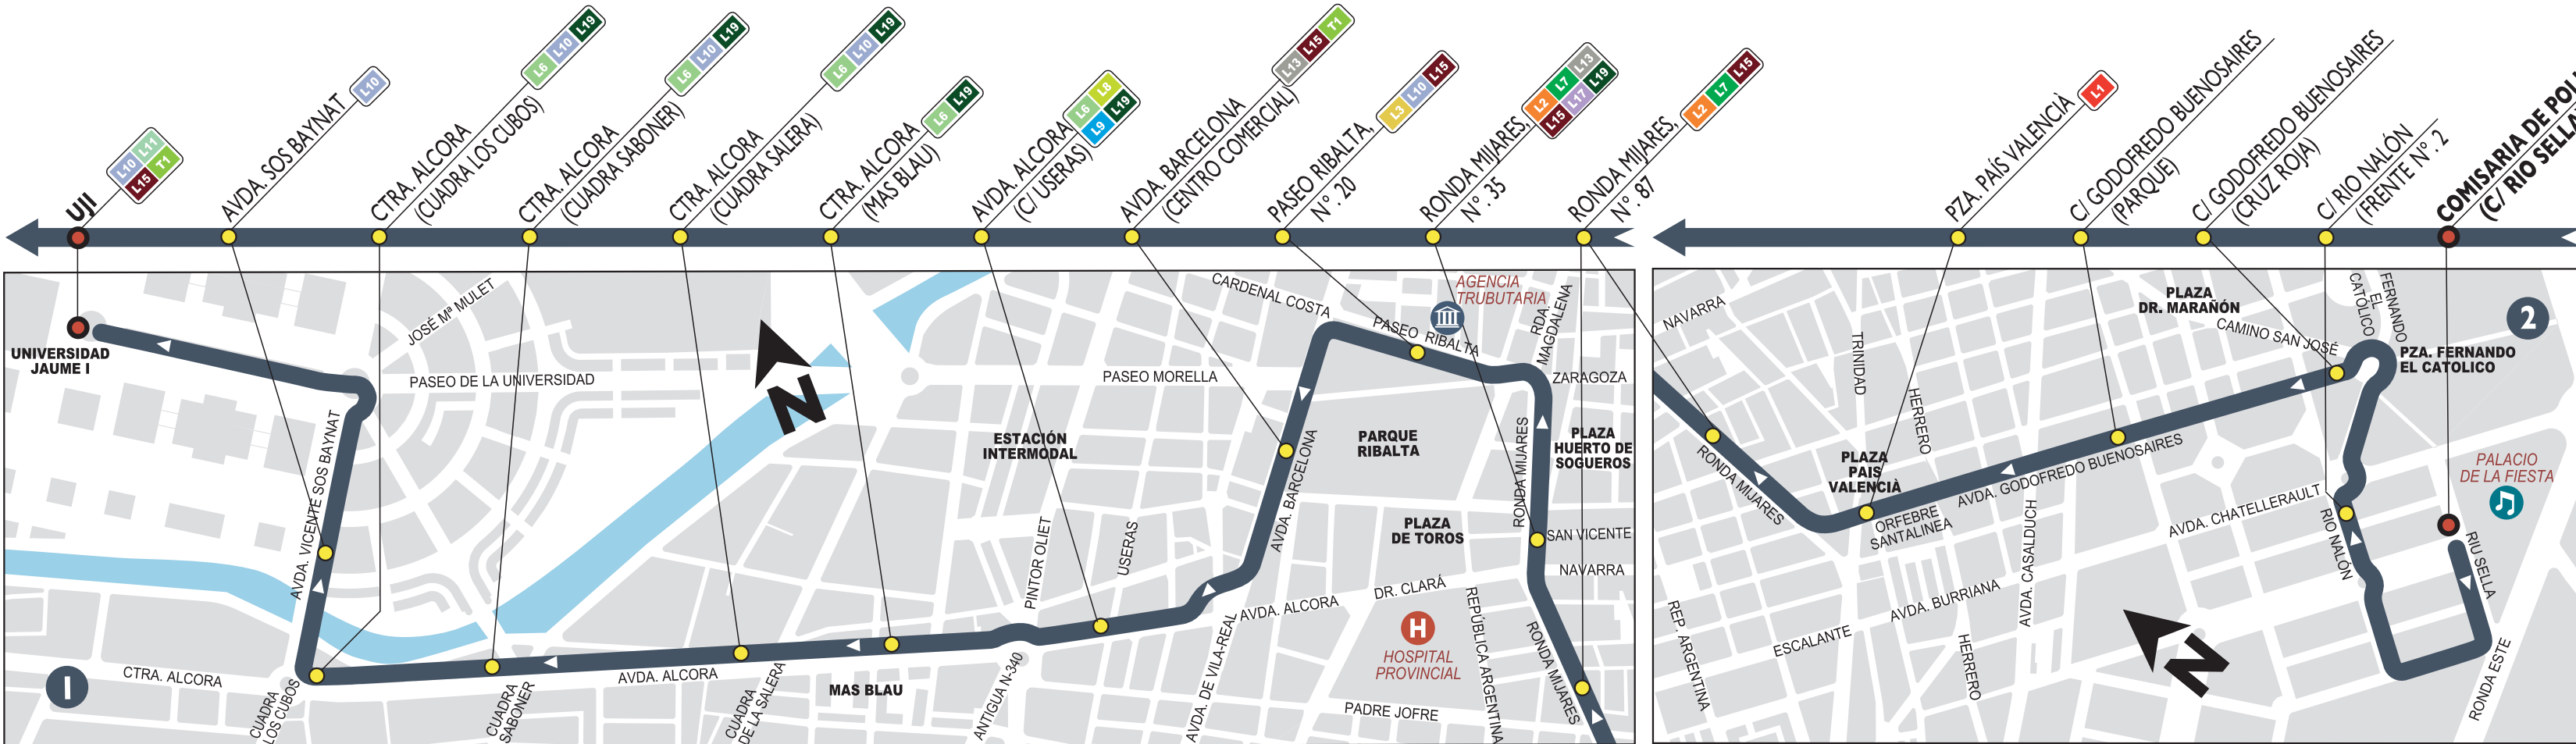 UJI
L10
L11
L15
T1
AVDA. SOS BAYNAT
L10
CTRA. ALCORA
(CUADRA LOS CUBOS)
L6
L10
L19
CTRA. ALCORA
(CUADRA SABONER)
L6
L10
L19
CTRA. ALCORA
(CUADRA SALERA)
L6
L10
L19
CTRA. ALCORA
(MAS BLAU)
L6
L19
AVDA. ALCORA
(C/ USERAS)
L6
L8
L9
L19
AVDA. BARCELONA
(CENTRO COMERCIAL)
L13
L15
T1
PASEO RIBALTA,
Nº. 20
L3
L10
L15
RONDA MIJARES,
Nº. 35
L2
L7
L13
L15
L17
L19
RONDA MIJARES,
Nº. 87
L2
L7
L15
PZA. PAÍS VALENCIÀ
L1
C/ GODOFREDO BUENOSAIRES
(PARQUE)
C/ GODOFREDO BUENOSAIRES
(CRUZ ROJA)
C/ RIO NALÓN
(FRENTE Nº. 2
COMISARIA DE
(C/ RIO
UNIVERSIDAD
JAUME I
JOSÉ Mª MULET
PASEO DE LA UNIVERSIDAD
AVDA. VICENTE SOS BAYNAT
1
CTRA. ALCORA
CUADRA
LOS CUBOS
CUADRA
SABONER
AVDA. ALCORA
CUADRA
DE LA SALERA
MAS BLAU
N
ESTACIÓN
INTERMODAL
PINTOR OLIET
USERAS
ANTIGUA N-340
AVDA. DE VILA-REAL
AVDA. ALCORA
PASEO MORELLA
AVDA. BARCELONA
CARDENAL COSTA
PASEO RIBALTA
AGENCIA
TRUBUTARIA
RDA.
MAGDALENA
ZARAGOZA
PARQUE
RIBALTA
RONDA MIJARES
PLAZA
HUERTO DE
SOGUEROS
PLAZA
DE TOROS
SAN VICENTE
NAVARRA
DR. CLARÁ
H
HOSPITAL
PROVINCIAL
REPÚBLICA ARGENTINA
RONDA MIJARES
PADRE JOFRE
NAVARRA
RONDA MIJARES
REP. ARGENTINA
TRINIDAD
HERRERO
PLAZA
PAIS
VALENCIÀ
ORFEBRE
SANTALINEA
AVDA. GODOFREDO BUENOSAIRES
ESCALANTE
AVDA. BURRIANA
HERRERO
AVDA. CASALDUCH
PLAZA
DR. MARAÑÓN
CAMINO SAN JOSÉ
FERNANDO
EL
CATÓLICO
PZA. FERNANDO
EL CATOLICO
2
AVDA. CHATELLERAULT
RIO NALÓN
PALACIO
DE LA FIESTA
RIU SELLA
RONDA ESTE
N